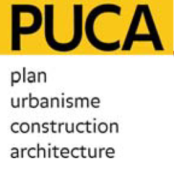 PUCA
plan
urbanisme
construction
architecture